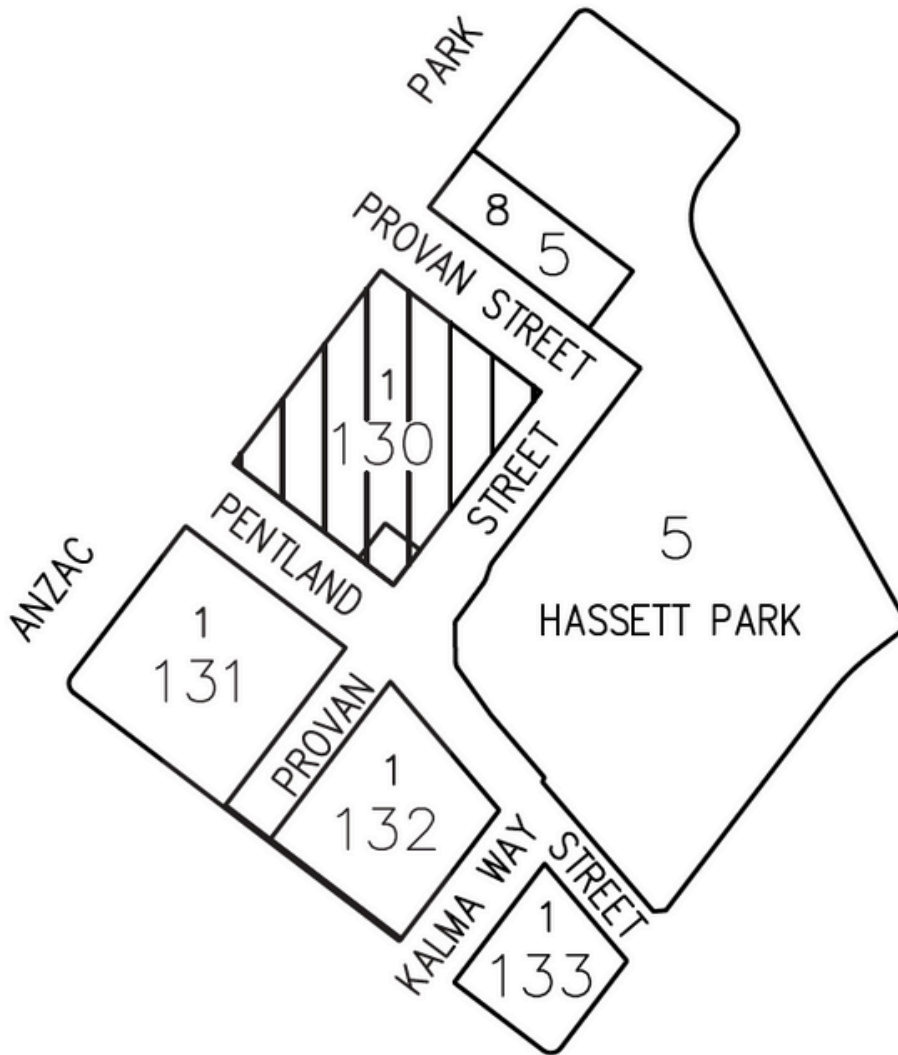 PARK
8
5
PROVAN STREET
1
130
STREET
PENTLAND
5
HASSETT PARK
ANZAC
1
131
PROVAN
1
132
KALMA WAY
STREET
1
133